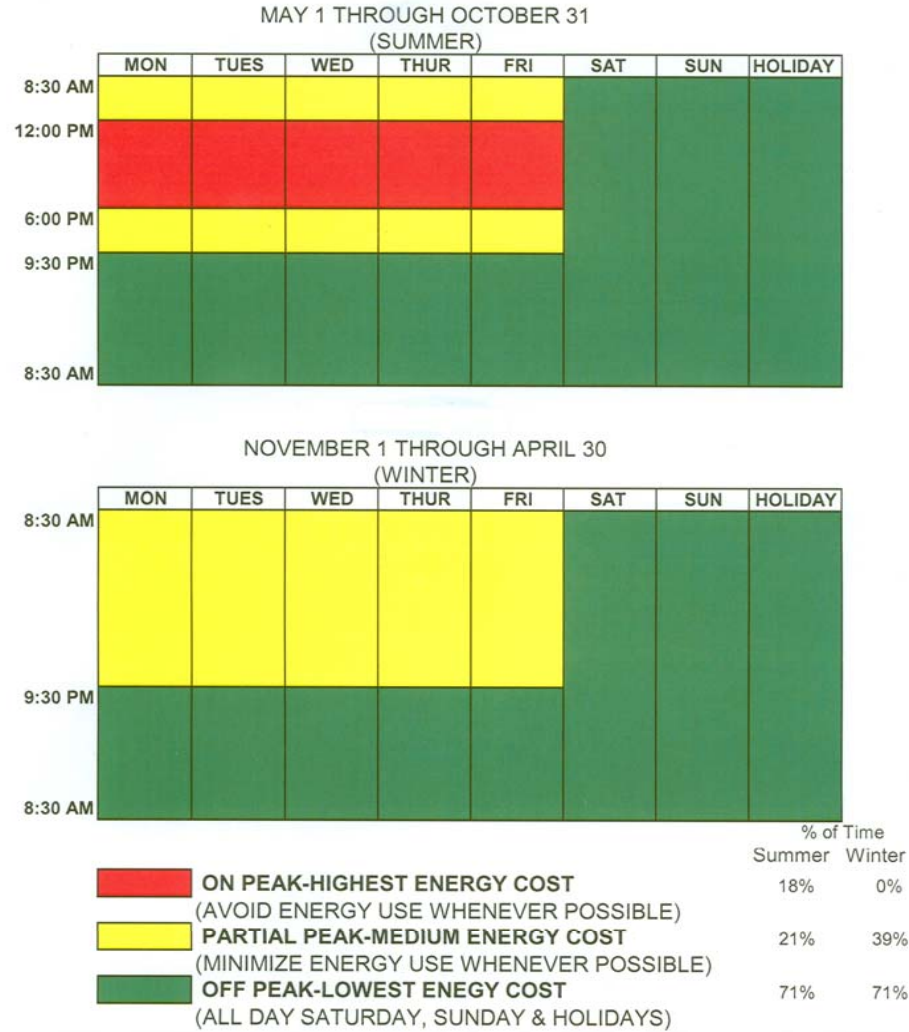 MAY 1 THROUGH OCTOBER 31
(SUMMER)
MON TUES WED THUR FRI SAT SUN HOLIDAY
8:30 AM
12:00 PM
6:00 PM
9:30 PM
8:30 AM
NOVEMBER 1 THROUGH APRIL 30
(WINTER)
MON TUES WED THUR FRI SAT SUN HOLIDAY
8:30 AM
9:30 PM
8:30 AM
% of Time
Summer Winter
ON PEAK-HIGHEST ENERGY COST 18% 0%
(AVOID ENERGY USE WHENEVER POSSIBLE)
PARTIAL PEAK-MEDIUM ENERGY COST 21% 39%
(MINIMIZE ENERGY USE WHENEVER POSSIBLE)
OFF PEAK-LOWEST ENEGY COST 71% 71%
(ALL DAY SATURDAY, SUNDAY & HOLIDAYS)